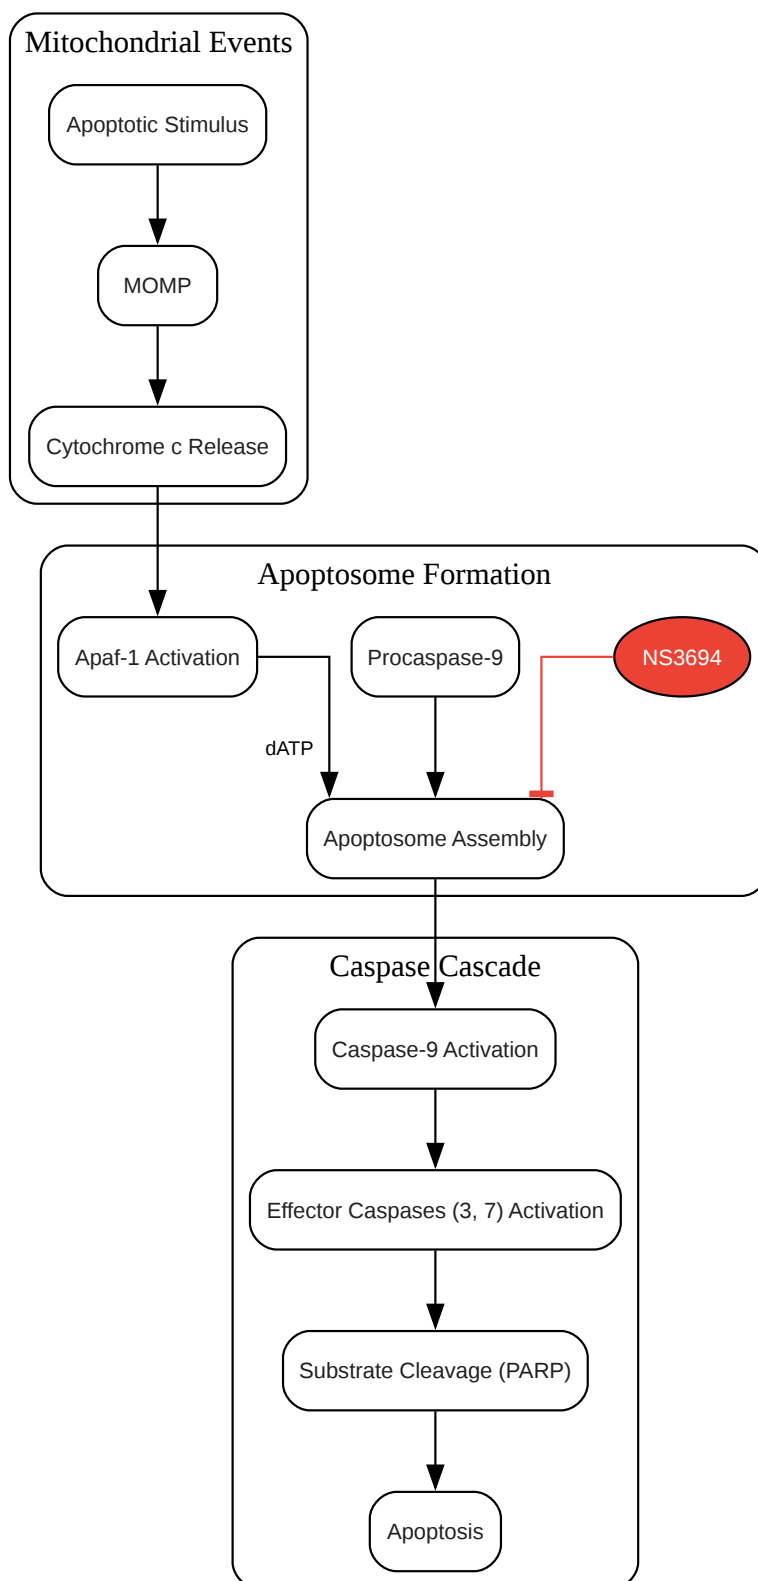 Mitochondrial Events
Apoptotic Stimulus
MOMP
Cytochrome c Release
Apoptosome Formation
Apaf-1 Activation
Procaspase-9
NS3694
dATP
Apoptosome Assembly
Caspase Cascade
Caspase-9 Activation
Effector Caspases (3, 7) Activation
Substrate Cleavage (PARP)
Apoptosis